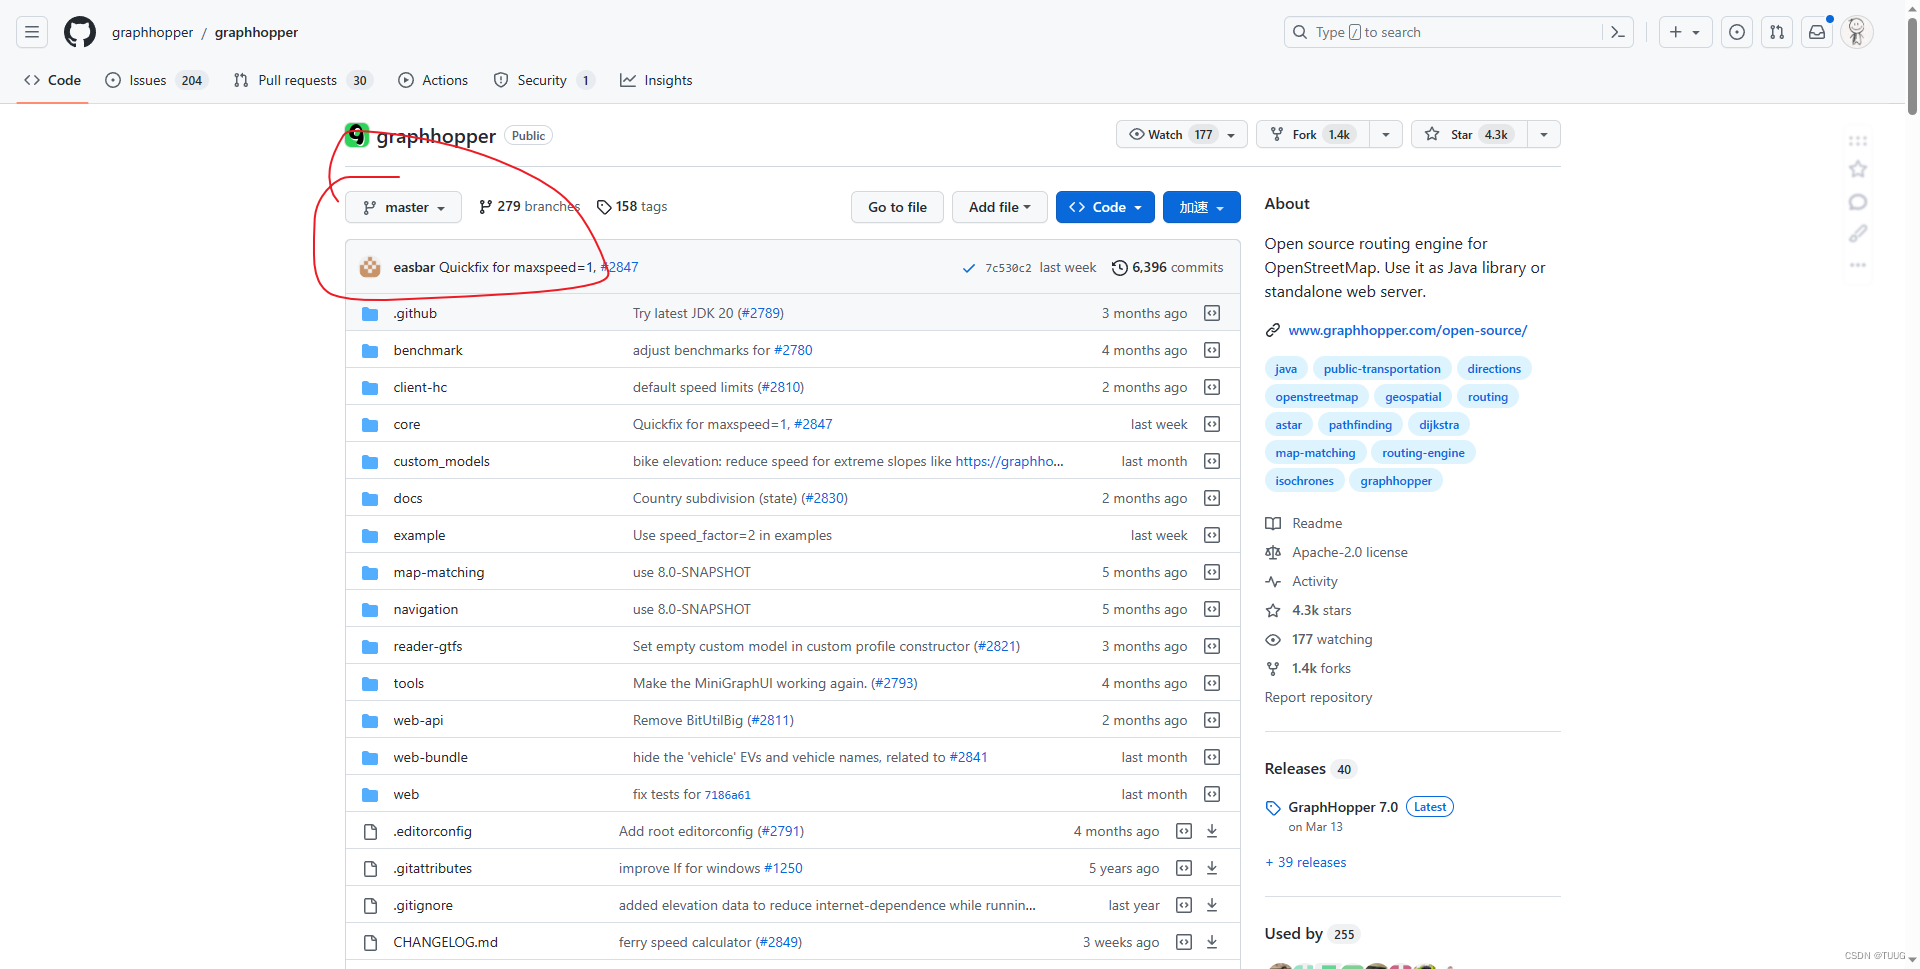 graphhopper / graphhopper
Type / to search
Code Issues 204 Pull requests 30 Actions Security 1 Insights
graphhopper Public
Watch 177 Fork 1.4k Star 4.3k
master 279 branches 158 tags Go to file Add file Code 加速
easbar Quickfix for maxspeed=1, #2847 7c530c2 last week 6,396 commits
.github Try latest JDK 20 (#2789) 3 months ago
benchmark adjust benchmarks for #2780 4 months ago
client-hc default speed limits (#2810) 2 months ago
core Quickfix for maxspeed=1, #2847 last week
custom_models bike elevation: reduce speed for extreme slopes like https://graphho... last month
docs Country subdivision (state) (#2830) 2 months ago
example Use speed_factor=2 in examples last week
map-matching use 8.0-SNAPSHOT 5 months ago
navigation use 8.0-SNAPSHOT 5 months ago
reader-gtfs Set empty custom model in custom profile constructor (#2821) 3 months ago
tools Make the MiniGraphUI working again. (#2793) 4 months ago
web-api Remove BitUtilBig (#2811) 2 months ago
web-bundle hide the 'vehicle' EVs and vehicle names, related to #2841 last month
web fix tests for 7186a61 last month
.editorconfig Add root editorconfig (#2791) 4 months ago
.gitattributes improve lf for windows #1250 5 years ago
.gitignore added elevation data to reduce internet-dependence while runnin... last year
CHANGELOG.md ferry speed calculator (#2849) 3 weeks ago
About
Open source routing engine for
OpenStreetMap. Use it as Java library or
standalone web server.
www.graphhopper.com/open-source/
java public-transportation directions
openstreetmap geospatial routing
astar pathfinding dijkstra
map-matching routing-engine
isochrones graphhopper
Readme
Apache-2.0 license
Activity
4.3k stars
177 watching
1.4k forks
Report repository
Releases 40
GraphHopper 7.0 Latest
on Mar 13
+ 39 releases
Used by 255
CSDN @TUUG